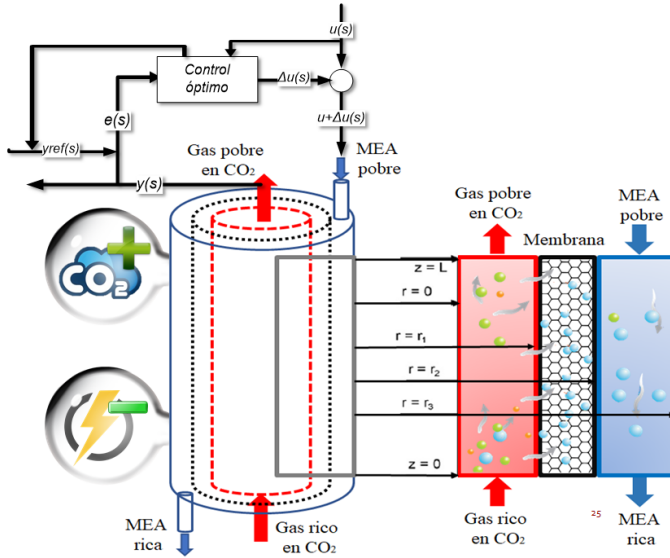 u(s)
Control
óptimo
Δu(s)
e(s)
u+Δu(s)
yref(s)
y(s)
Gas pobre
en CO₂
MEA
pobre
CO2
Gas pobre
en CO₂
MEA
pobre
Membrana
z = L
r = 0
r = r₁
r = r₂
r = r₃
z = 0
MEA
rica
Gas rico
en CO₂
Gas rico
en CO₂
25
MEA
rica